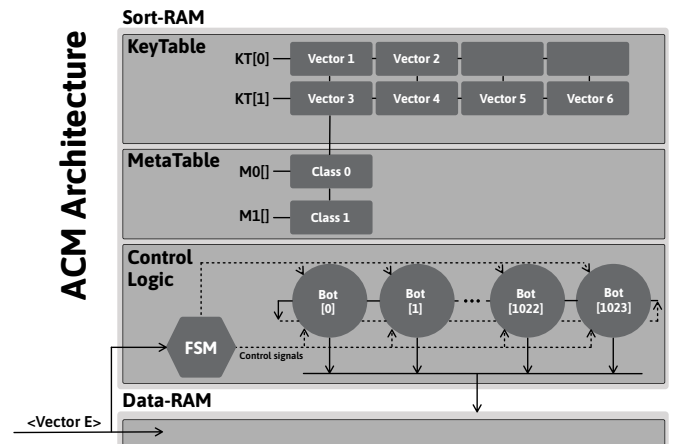 ACM Architecture
Sort-RAM
KeyTable
KT[0]
Vector 1
Vector 2
KT[1]
Vector 3
Vector 4
Vector 5
Vector 6
MetaTable
M0[]
Class 0
M1[]
Class 1
Control
Logic
Bot
[0]
Bot
[1]
...
Bot
[1022]
Bot
[1023]
FSM
Control signals
Data-RAM
<Vector E>